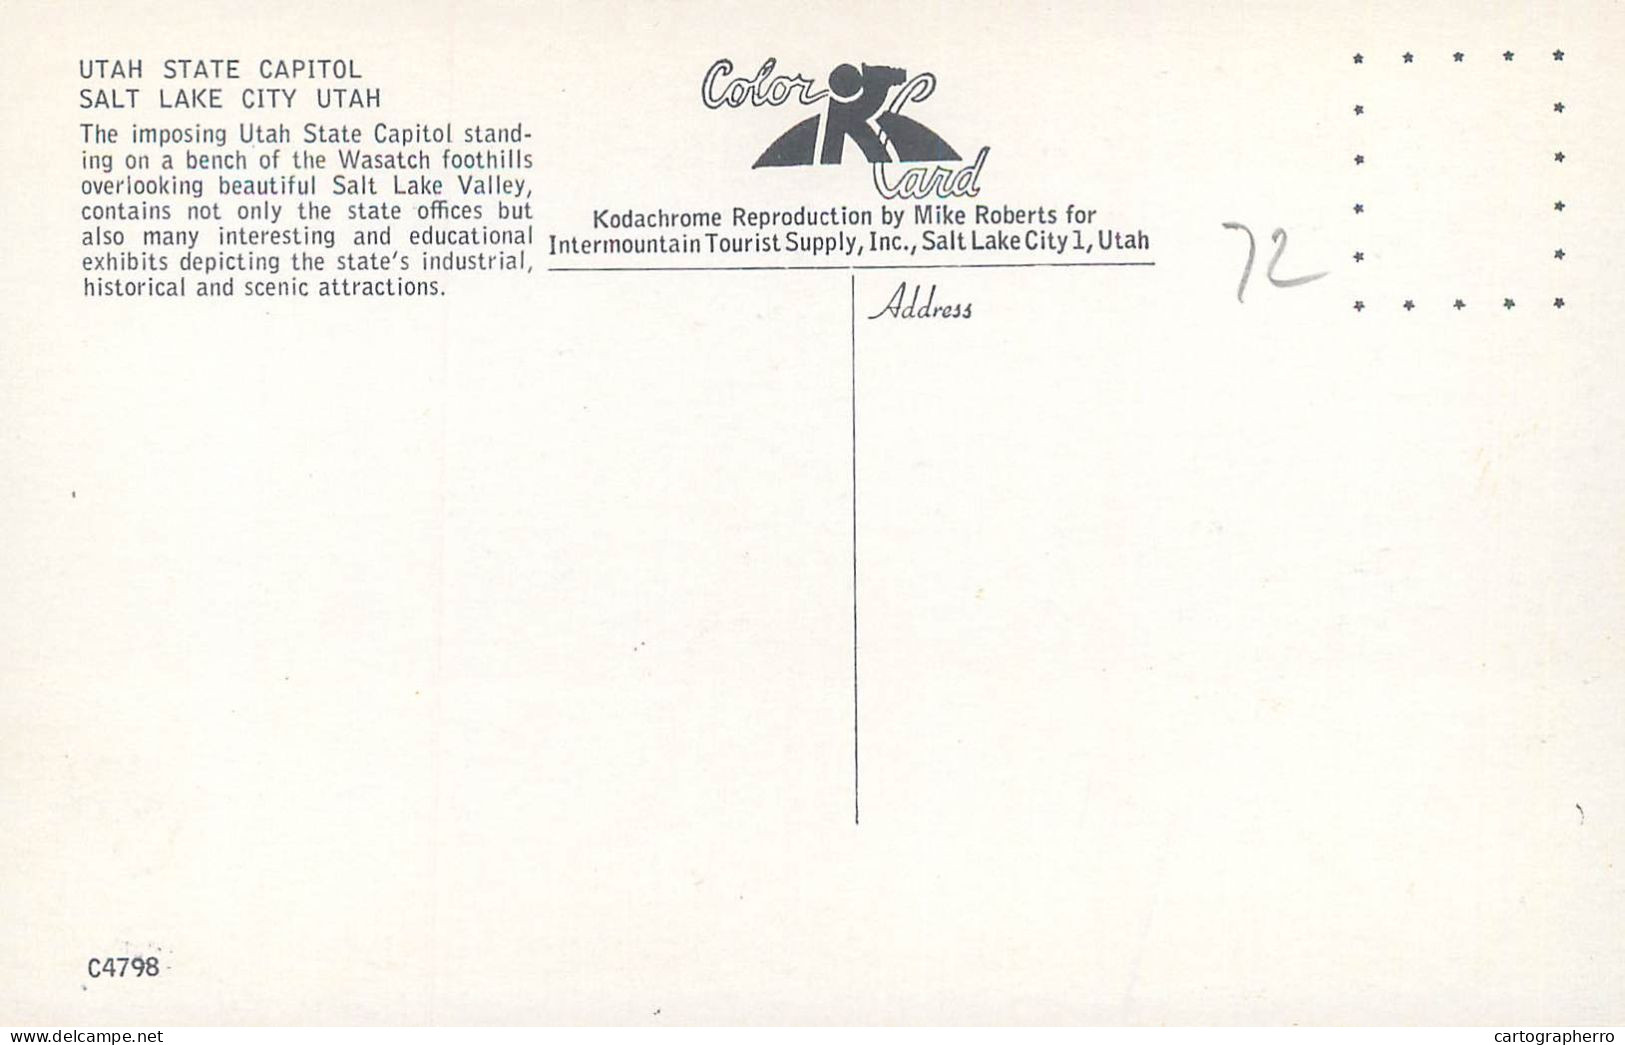 UTAH STATE CAPITOL
SALT LAKE CITY UTAH
The imposing Utah State Capitol stand-
ing on a bench of the Wasatch foothills
overlooking beautiful Salt Lake Valley,
contains not only the state offices but
also many interesting and educational
exhibits depicting the state's industrial,
historical and scenic attractions.
Color
Card
Kodachrome Reproduction by Mike Roberts for
Intermountain Tourist Supply, Inc., Salt Lake City 1, Utah
72
Address
C4798
delcampe.net
cartographerro